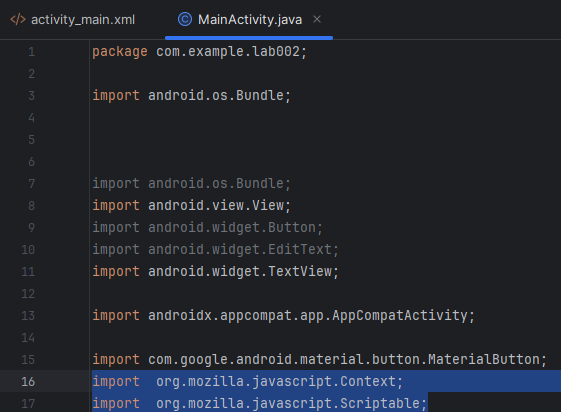 activity_main.xml
MainActivity.java
1 package com.example.lab002;
2
3 import android.os.Bundle;
4
5
6
7 import android.os.Bundle;
8 import android.view.View;
9 import android.widget.Button;
10 import android.widget.EditText;
11 import android.widget.TextView;
12
13 import androidx.appcompat.app.AppCompatActivity;
14
15 import com.google.android.material.button.MaterialButton;
16 import  org.mozilla.javascript.Context;
17 import  org.mozilla.javascript.Scriptable;